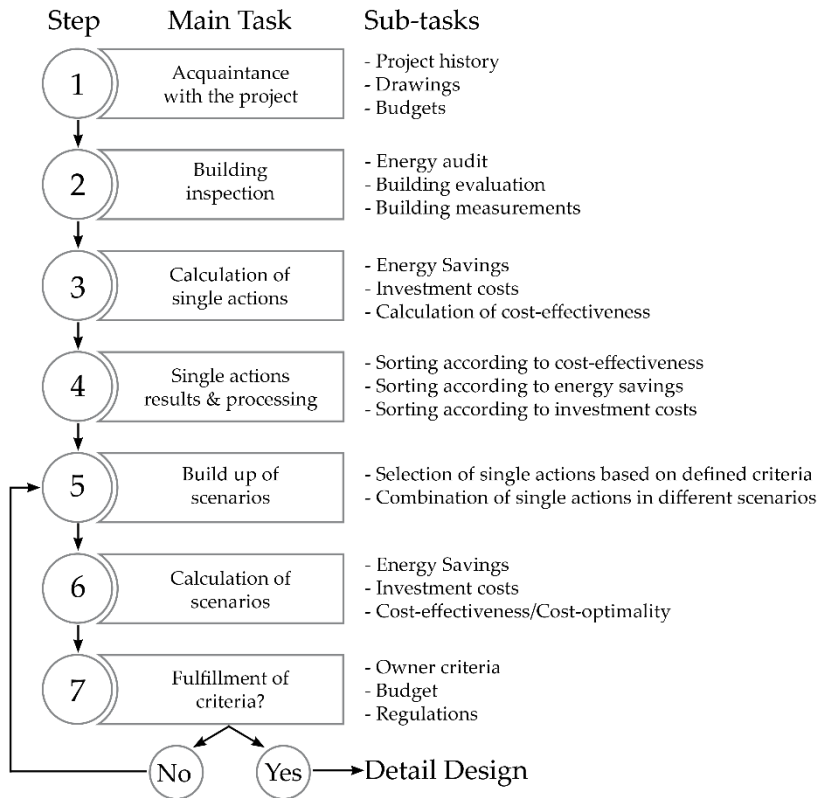 Step Main Task Sub-tasks
1
Acquaintance
with the project
- Project history
- Drawings
- Budgets
2
Building
inspection
- Energy audit
- Building evaluation
- Building measurements
3
Calculation of
single actions
- Energy Savings
- Investment costs
- Calculation of cost-effectiveness
4
Single actions
results & processing
- Sorting according to cost-effectiveness
- Sorting according to energy savings
- Sorting according to investment costs
5
Build up of
scenarios
- Selection of single actions based on defined criteria
- Combination of single actions in different scenarios
6
Calculation of
scenarios
- Energy Savings
- Investment costs
- Cost-effectiveness/Cost-optimality
7
Fulfillment of
criteria?
- Owner criteria
- Budget
- Regulations
No Yes Detail Design